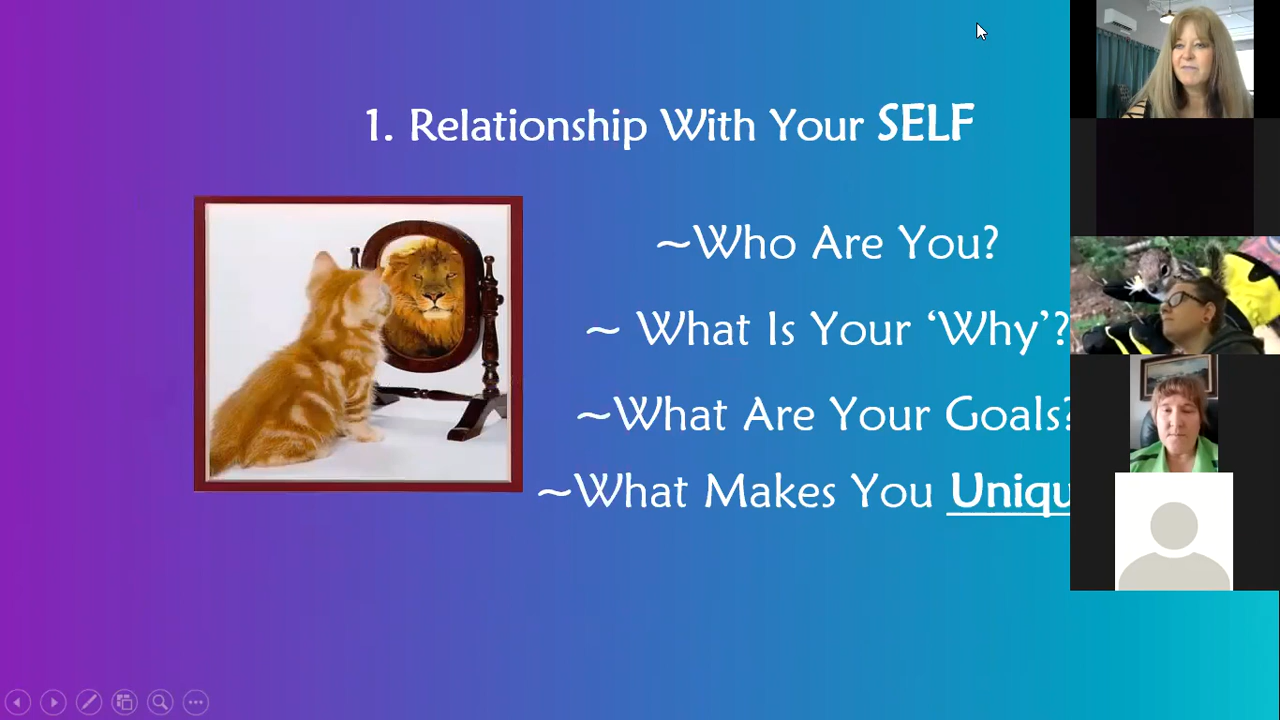 1. Relationship With Your SELF
~Who Are You?
~ What Is Your ‘Why’?
~What Are Your Goals?
~What Makes You Uniqu